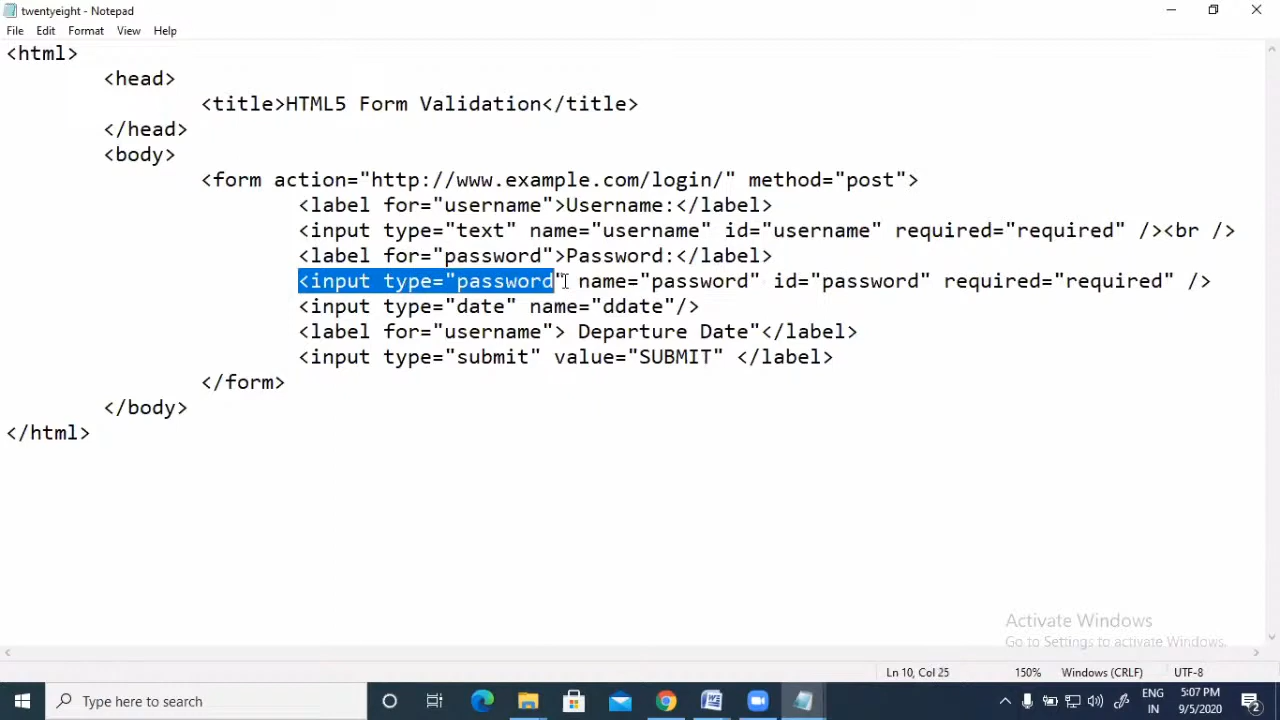 twentyeight - Notepad
File Edit Format View Help
<html>
<head>
<title>HTML5 Form Validation</title>
</head>
<body>
<form action="http://www.example.com/login/" method="post">
<label for="username">Username:</label>
<input type="text" name="username" id="username" required="required" /><br />
<label for="password">Password:</label>
<input type="password" name="password" id="password" required="required" />
<input type="date" name="ddate"/>
<label for="username"> Departure Date"</label>
<input type="submit" value="SUBMIT" </label>
</form>
</body>
</html>
Activate Windows
Go to Settings to activate Windows.
Ln 10, Col 25 150% Windows (CRLF) UTF-8
Type here to search
ENG
IN
5:07 PM
9/5/2020
2